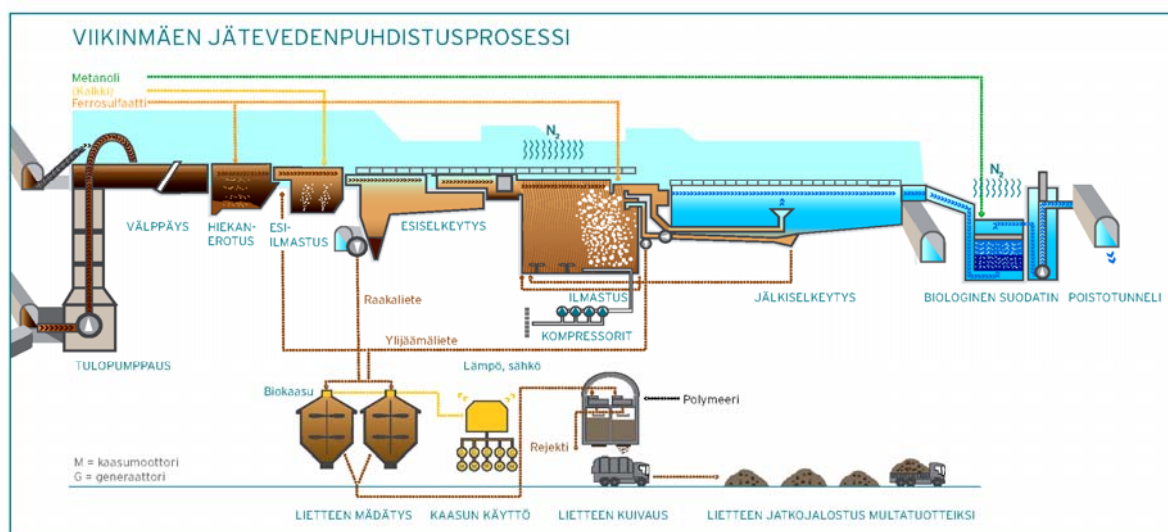 VIIKINMÄEN JÄTEVEDENPUHDISTUSPROSESSI
Metanoli
(Kalkki)
Ferrosulfaatti
N₂
N₂
VÄLPPÄYS
HIEKAN-
EROTUS
ESI-
ILMASTUS
ESISELKEYTYS
ILMASTUS
JÄLKISELKEYTYS
BIOLOGINEN SUODATIN
POISTOTUNNELI
Raakaliete
KOMPRESSORIT
Ylijäämäliete
TULOPUMPPAUS
Lämpö, sähkö
Biokaasu
Polymeeri
Rejekti
M = kaasumoottori
G = generaattori
LIETTEEN MÄDÄTYS
KAASUN KÄYTTÖ
LIETTEEN KUIVAUS
LIETTEEN JATKOJALOSTUS MULTATUOTTEIKSI